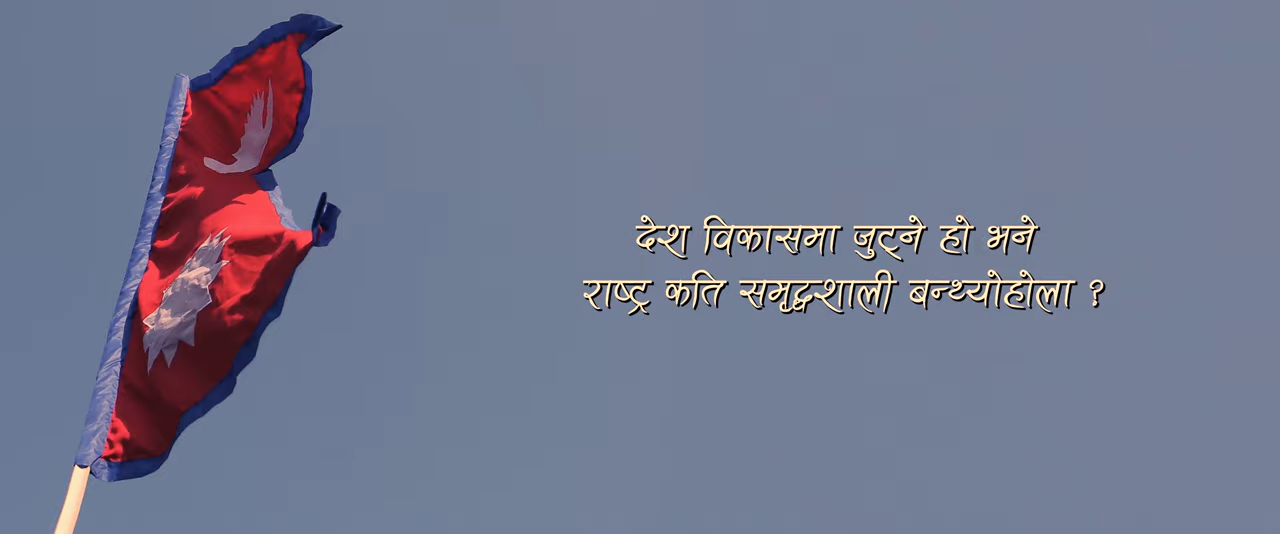 देश विकासमा जुट्ने हो भने
राष्ट्र कति समृद्धशाली बन्थ्योहोला ?